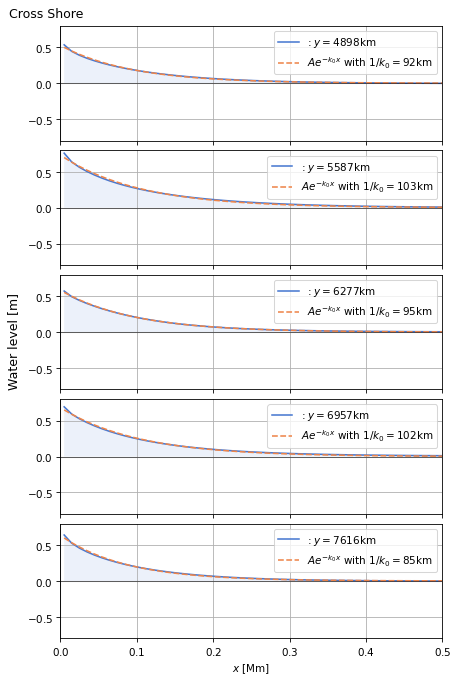 Cross Shore
0.5
0.0
−0.5
: y = 4898km
Ae^{−k₀x} with 1/k₀ = 92km
0.5
0.0
−0.5
: y = 5587km
Ae^{−k₀x} with 1/k₀ = 103km
Water level [m]
0.5
0.0
−0.5
: y = 6277km
Ae^{−k₀x} with 1/k₀ = 95km
0.5
0.0
−0.5
: y = 6957km
Ae^{−k₀x} with 1/k₀ = 102km
0.5
0.0
−0.5
: y = 7616km
Ae^{−k₀x} with 1/k₀ = 85km
0.0 0.1 0.2 0.3 0.4 0.5
x [Mm]